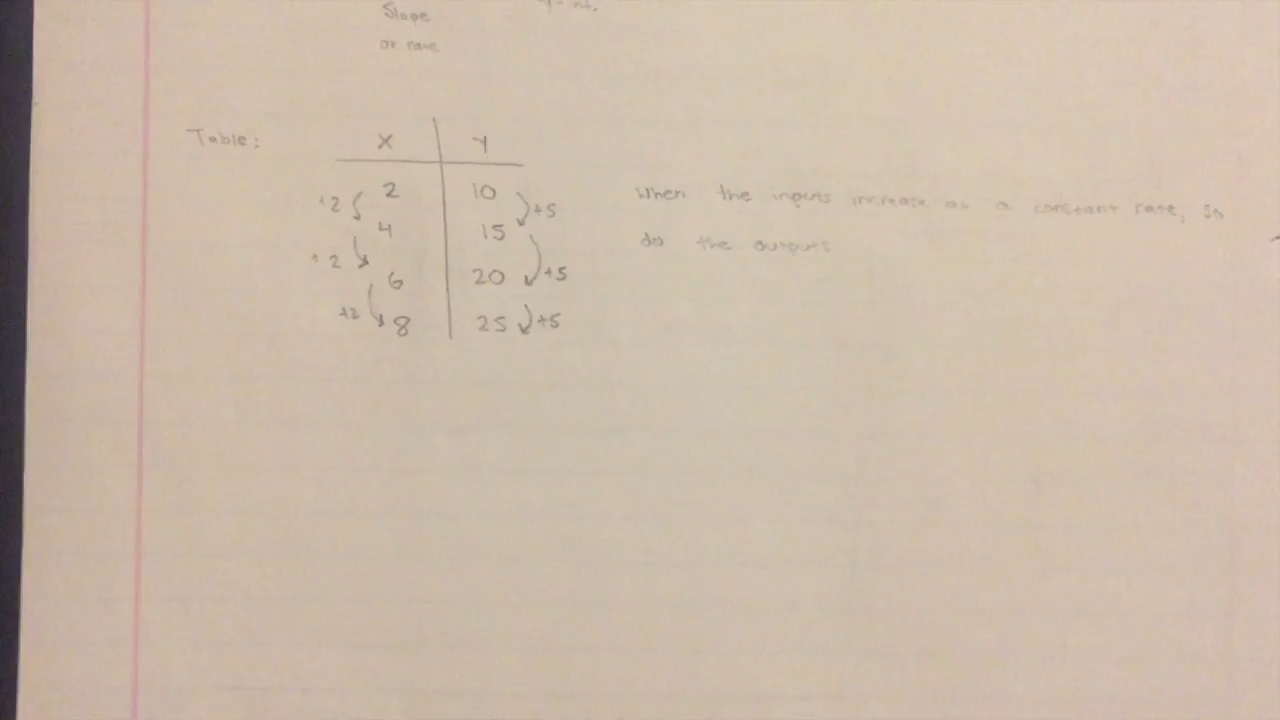 Slope
or rate
Table:
X Y
2 10
+2 +5
4 15
+2 +5
6 20
+2 +5
8 25
When the inputs increase at a constant rate, so
do the outputs